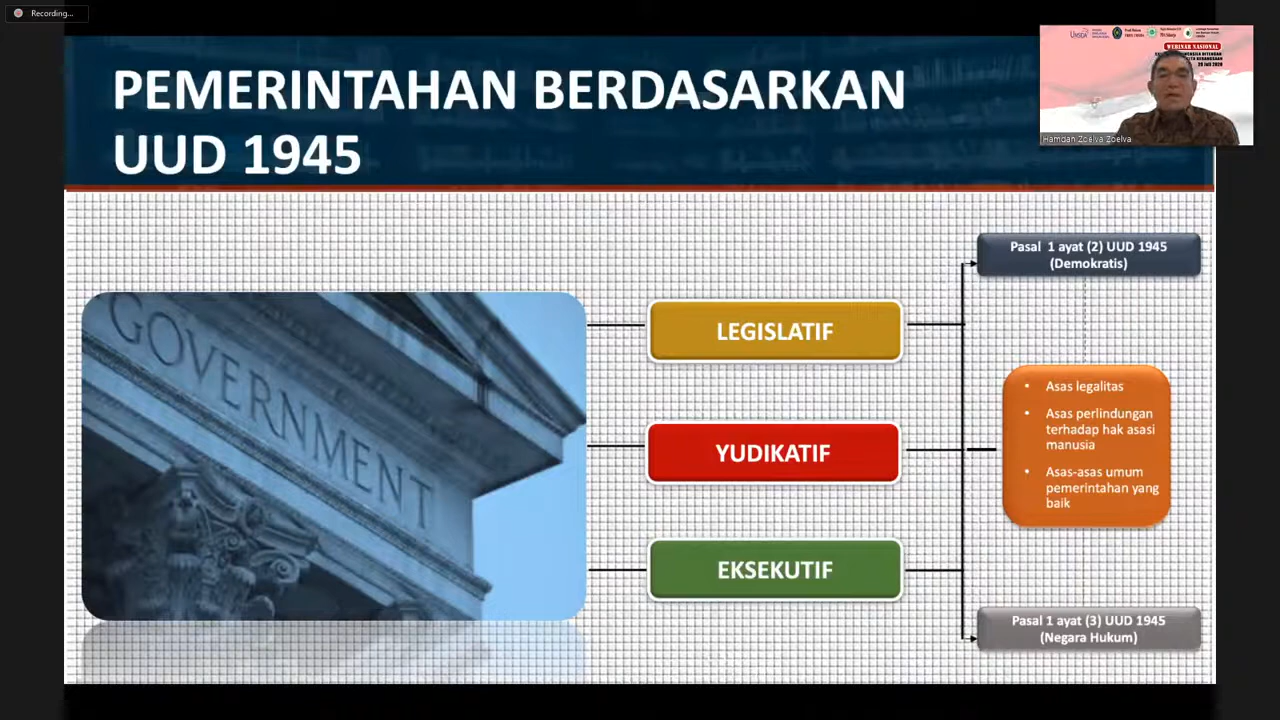 Recording...
PEMERINTAHAN BERDASARKAN
UUD 1945
WEBINAR NASIONAL
Hamdan Zoelva Zoelva
Pasal 1 ayat (2) UUD 1945
(Demokratis)
GOVERNMENT
LEGISLATIF
YUDIKATIF
EKSEKUTIF
• Asas legalitas
• Asas perlindungan
terhadap hak asasi
manusia
• Asas-asas umum
pemerintahan yang
baik
Pasal 1 ayat (3) UUD 1945
(Negara Hukum)